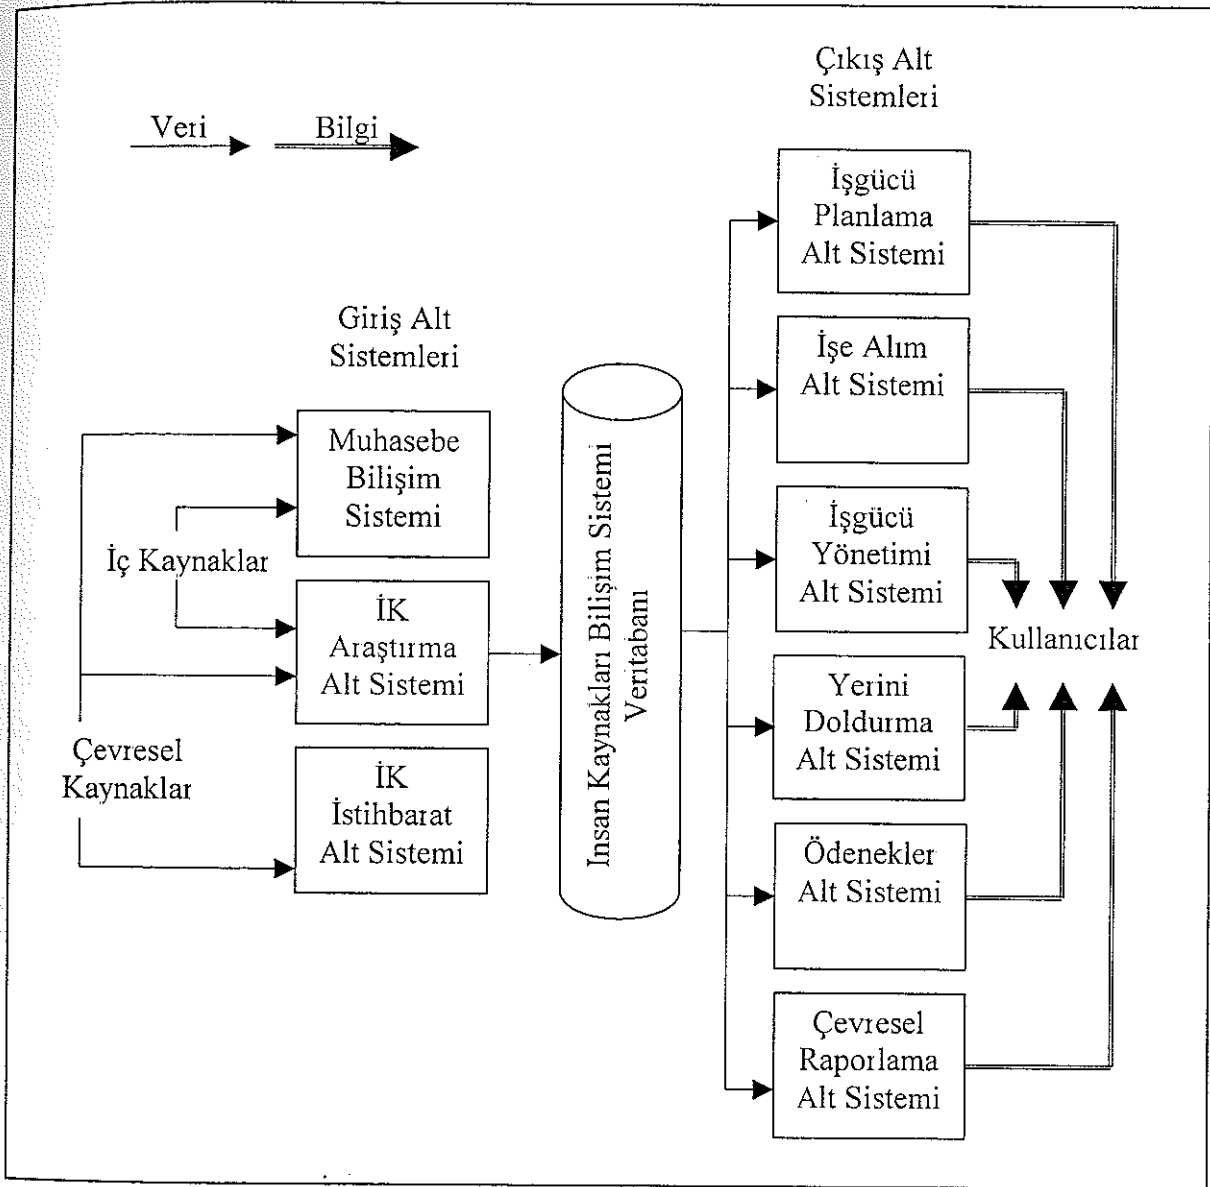 Çıkış Alt
Sistemleri
Veri
Bilgi
İşgücü
Planlama
Alt Sistemi
Giriş Alt
Sistemleri
İşe Alım
Alt Sistemi
Muhasebe
Bilişim
Sistemi
İç Kaynaklar
İK
Araştırma
Alt Sistemi
Çevresel
Kaynaklar
İK
İstihbarat
Alt Sistemi
Insan Kaynakları Bilişim Sistemi
Veritabanı
İşgücü
Yönetimi
Alt Sistemi
Kullanıcılar
Yerini
Doldurma
Alt Sistemi
Ödenekler
Alt Sistemi
Çevresel
Raporlama
Alt Sistemi